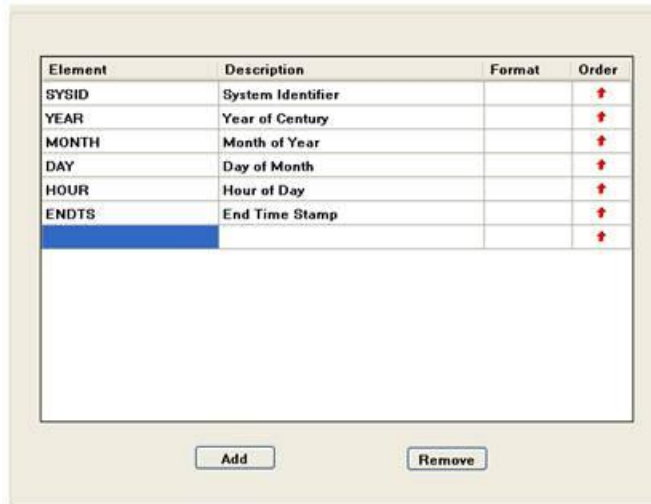 Element Description Format Order
SYSID System Identifier
YEAR Year of Century
MONTH Month of Year
DAY Day of Month
HOUR Hour of Day
ENDTS End Time Stamp
Add Remove